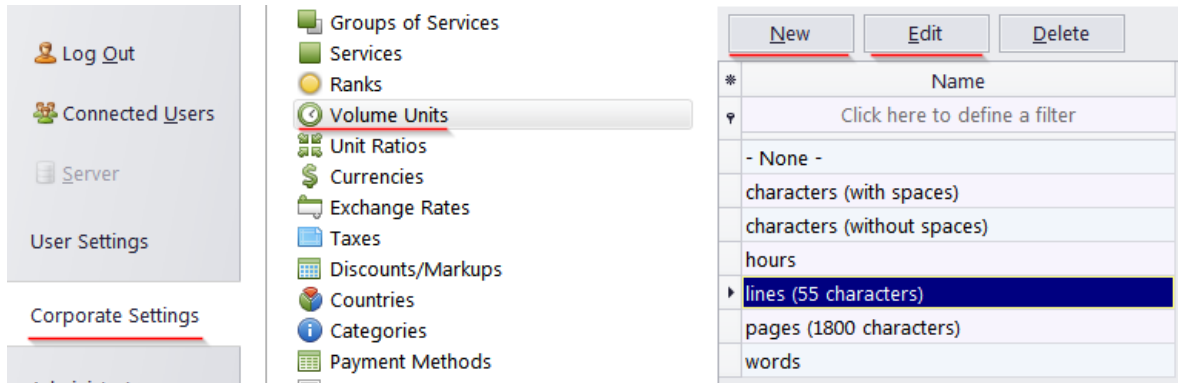 Log Out
Connected Users
Server
User Settings
Corporate Settings
Groups of Services
Services
Ranks
Volume Units
Unit Ratios
Currencies
Exchange Rates
Taxes
Discounts/Markups
Countries
Categories
Payment Methods
New Edit Delete
Name
Click here to define a filter
- None -
characters (with spaces)
characters (without spaces)
hours
lines (55 characters)
pages (1800 characters)
words